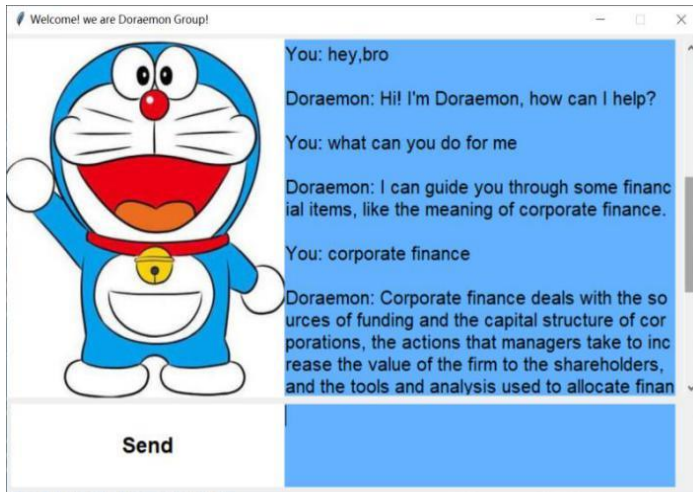 Welcome! we are Doraemon Group!
You: hey,bro
Doraemon: Hi! I'm Doraemon, how can I help?
You: what can you do for me
Doraemon: I can guide you through some financ
ial items, like the meaning of corporate finance.
You: corporate finance
Doraemon: Corporate finance deals with the so
urces of funding and the capital structure of cor
porations, the actions that managers take to inc
rease the value of the firm to the shareholders,
and the tools and analysis used to allocate finan
Send